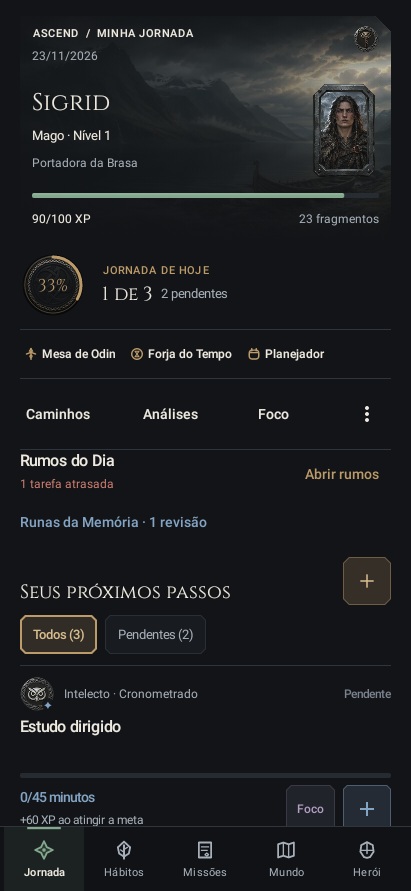 ASCEND / MINHA JORNADA
23/11/2026
SIGRID
Mago · Nível 1
Portadora da Brasa
90/100 XP
23 fragmentos
33%
JORNADA DE HOJE
1 DE 3 2 pendentes
Mesa de Odin
Forja do Tempo
Planejador
Caminhos
Análises
Foco
Rumos do Dia
1 tarefa atrasada
Abrir rumos
Runas da Memória · 1 revisão
SEUS PRÓXIMOS PASSOS
Todos (3)
Pendentes (2)
Intelecto · Cronometrado
Pendente
Estudo dirigido
0/45 minutos
+60 XP ao atingir a meta
Foco
Jornada
Hábitos
Missões
Mundo
Herói